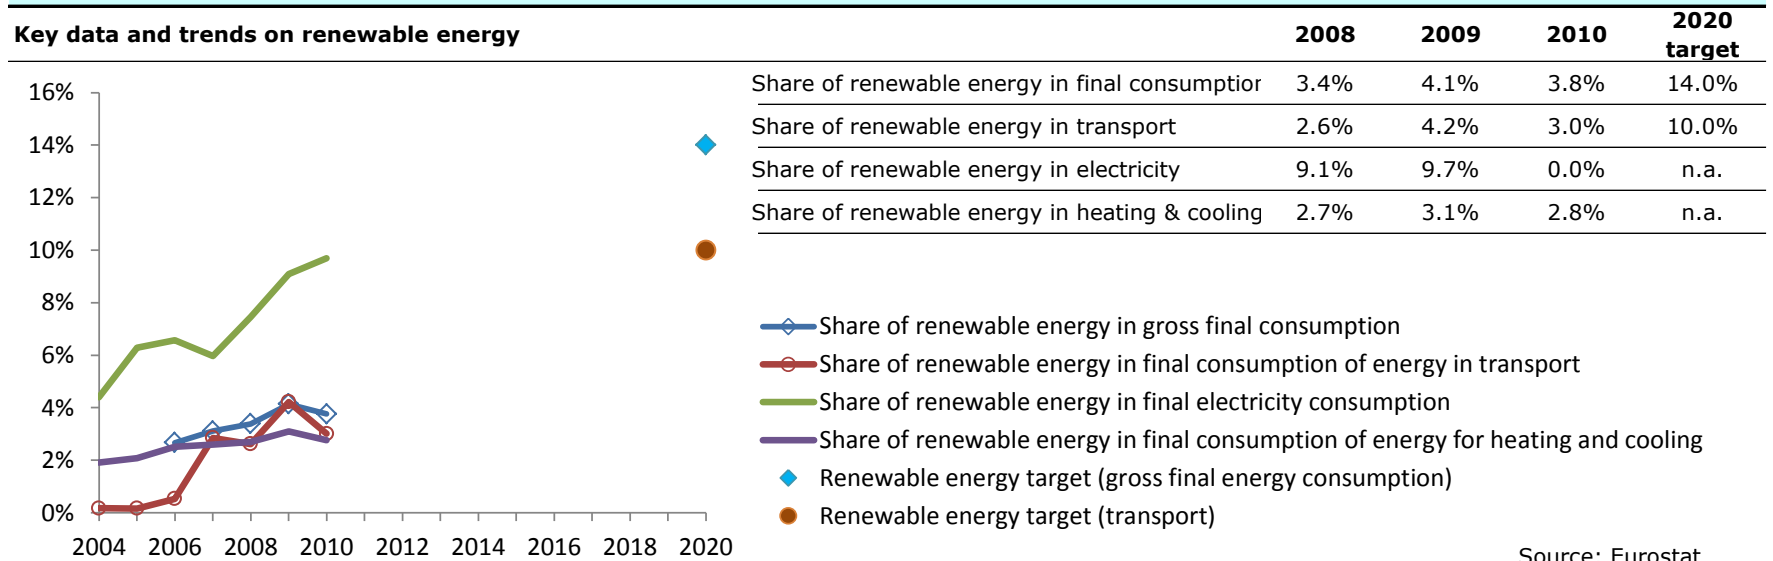 Key data and trends on renewable energy 2008 2009 2010 2020 target
Share of renewable energy in final consumption 3.4% 4.1% 3.8% 14.0%
Share of renewable energy in transport 2.6% 4.2% 3.0% 10.0%
Share of renewable energy in electricity 9.1% 9.7% 0.0% n.a.
Share of renewable energy in heating & cooling 2.7% 3.1% 2.8% n.a.
16%
14%
12%
10%
8%
6%
4%
2%
0%
2004 2006 2008 2010 2012 2014 2016 2018 2020
Share of renewable energy in gross final consumption
Share of renewable energy in final consumption of energy in transport
Share of renewable energy in final electricity consumption
Share of renewable energy in final consumption of energy for heating and cooling
Renewable energy target (gross final energy consumption)
Renewable energy target (transport)
Source: Eurostat